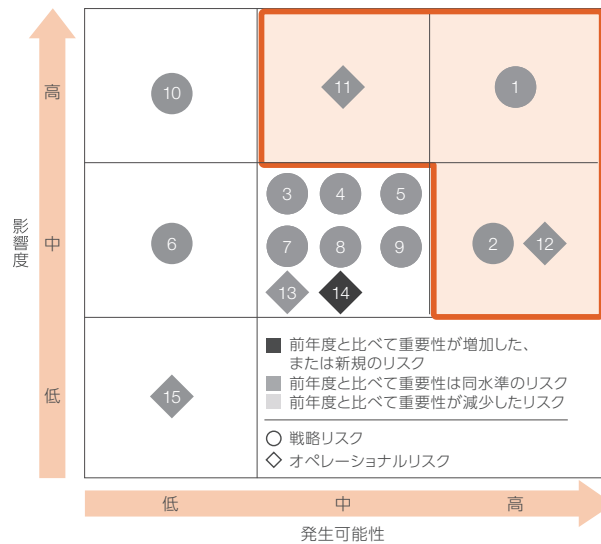 影響度
高
10
11
1
中
3
4
5
6
7
8
9
2
12
13
14
低
15
前年度と比べて重要性が増加した、
または新規のリスク
前年度と比べて重要性は同水準のリスク
前年度と比べて重要性が減少したリスク
戦略リスク
オペレーショナルリスク
低
中
高
発生可能性